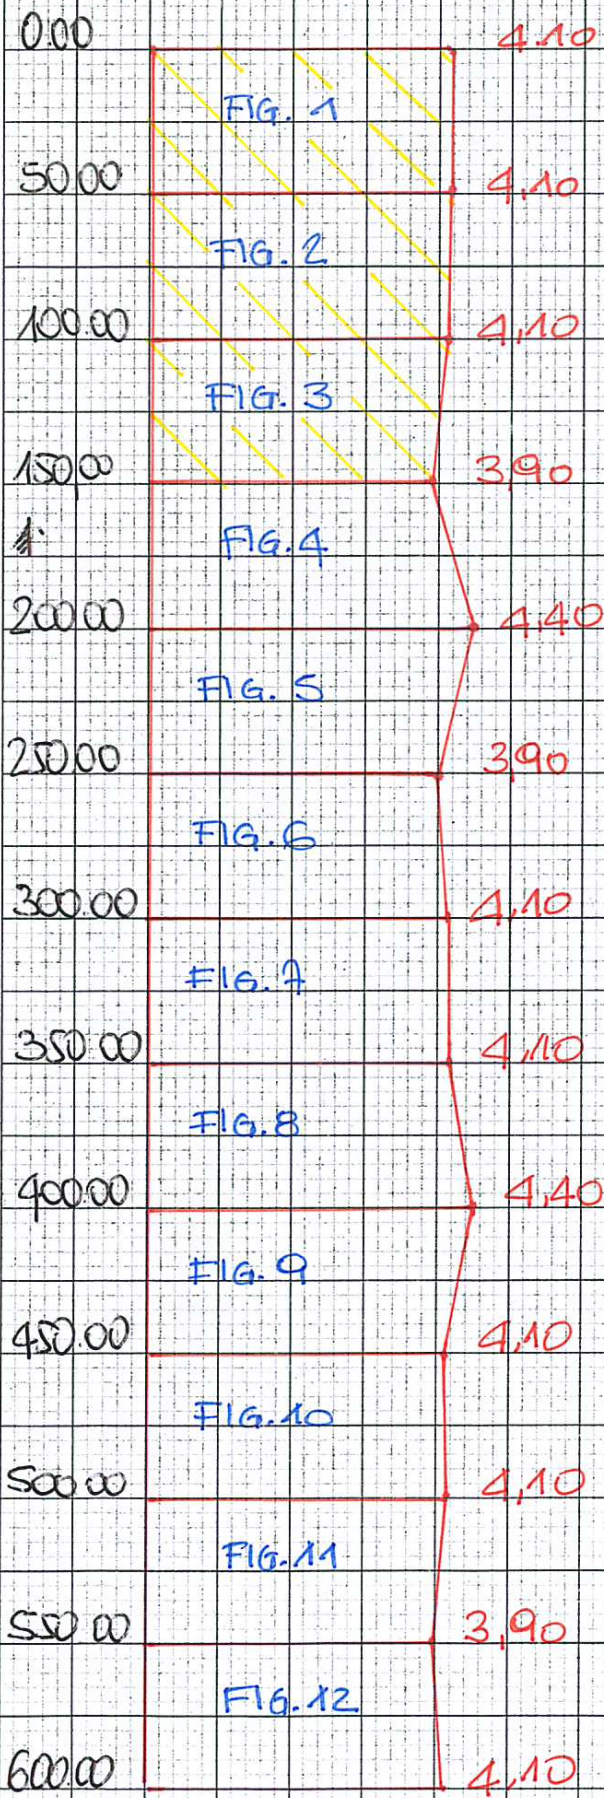 0.00 4.10
FIG. 1
50.00 4,10
FIG. 2
100.00 4,10
FIG. 3
150,00 3,90
FIG. 4
200.00 4,40
FIG. 5
250.00 3,90
FIG. 6
300.00 4,10
FIG. 7
350.00 4,10
FIG. 8
400.00 4,40
FIG. 9
450.00 4,10
FIG. 10
500.00 4,10
FIG. 11
550.00 3,90
FIG. 12
600.00 4,10